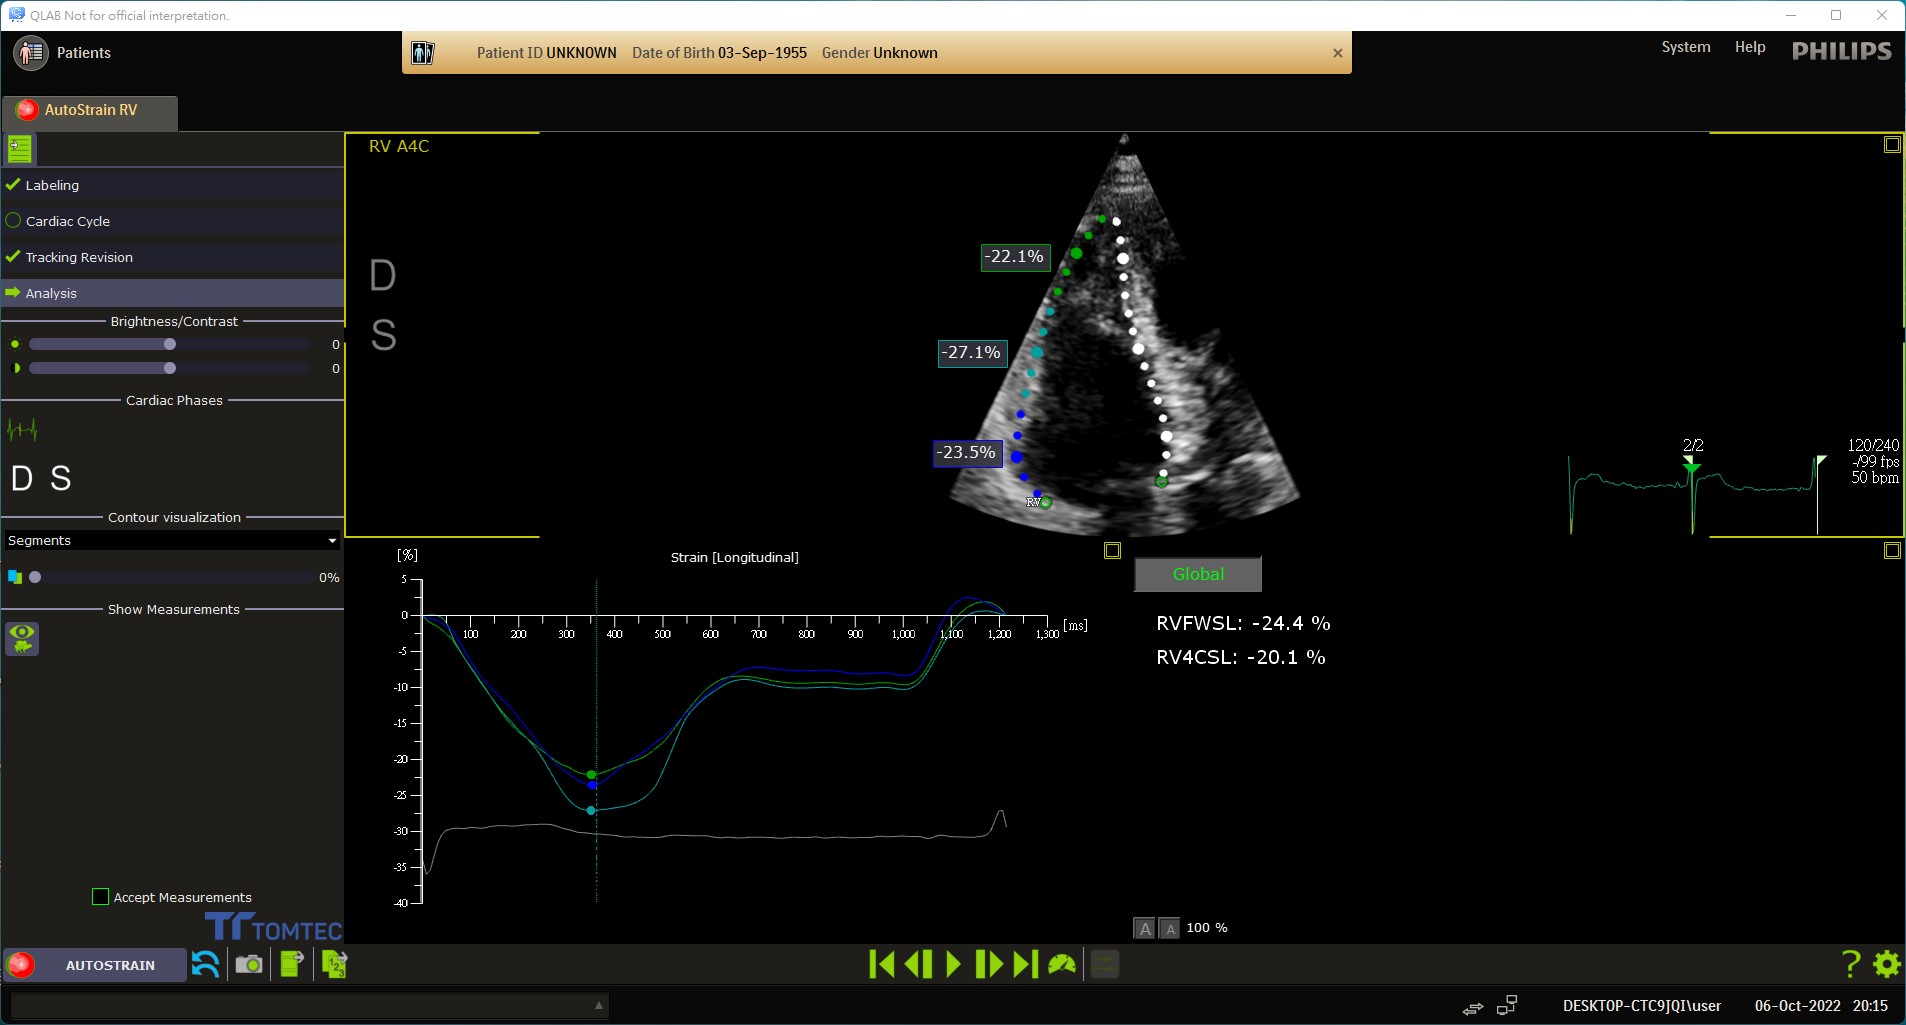 QLAB Not for official interpretation.
Patients
Patient ID UNKNOWN Date of Birth 03-Sep-1955 Gender Unknown
System Help PHILIPS
AutoStrain RV
Labeling
Cardiac Cycle
Tracking Revision
Analysis
Brightness/Contrast
0
0
Cardiac Phases
D S
Contour visualization
Segments
0%
Show Measurements
Accept Measurements
TOMTEC
RV A4C
D
S
-22.1%
-27.1%
-23.5%
RV
2/2
120/240
-/99 fps
50 bpm
[%]
Strain [Longitudinal]
5
0
-5
-10
-15
-20
-25
-30
-35
-40
100 200 300 400 500 600 700 800 900 1,000 1,100 1,200 1,300 [ms]
Global
RVFWSL: -24.4 %
RV4CSL: -20.1 %
A A 100 %
AUTOSTRAIN
1 2 3
?
DESKTOP-CTC9JQI\user 06-Oct-2022 20:15